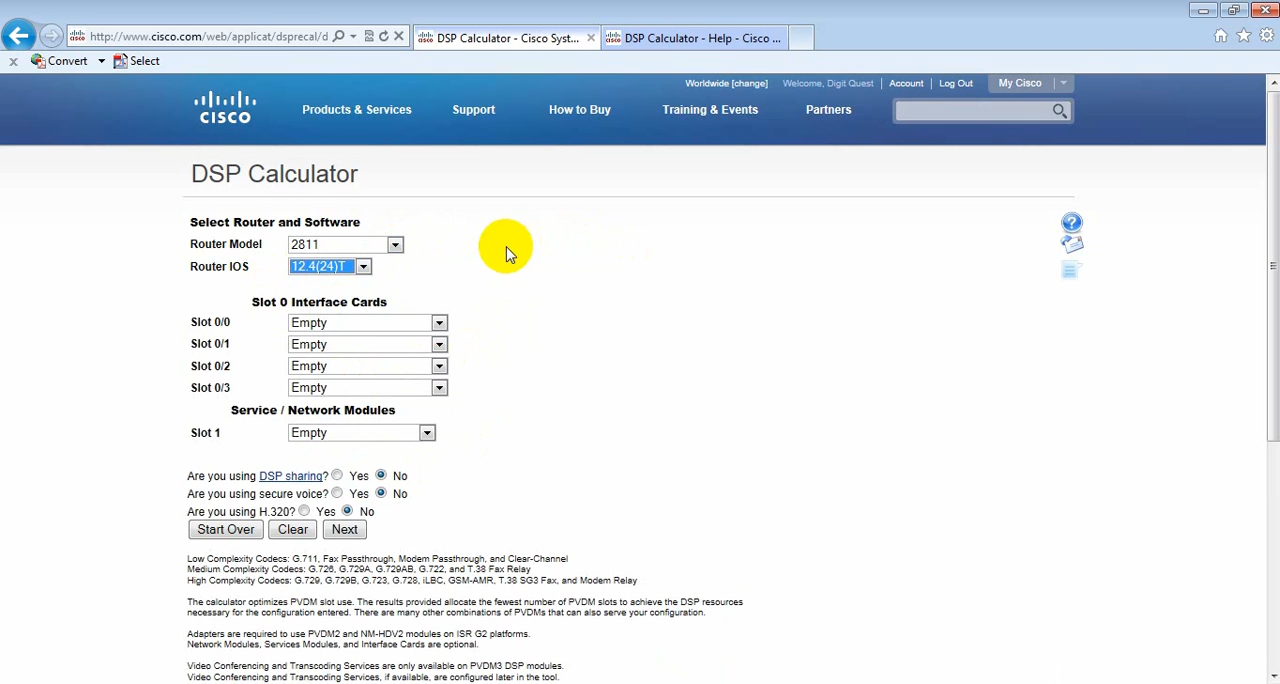 http://www.cisco.com/web/applicat/dsprecal/d
DSP Calculator - Cisco Syst...
DSP Calculator - Help - Cisco ...
x Convert Select
Worldwide [change] Welcome, Digit Quest Account Log Out My Cisco
CISCO
Products & Services Support How to Buy Training & Events Partners
DSP Calculator
Select Router and Software
Router Model 2811
Router IOS 12.4(24)T
Slot 0 Interface Cards
Slot 0/0 Empty
Slot 0/1 Empty
Slot 0/2 Empty
Slot 0/3 Empty
Service / Network Modules
Slot 1 Empty
Are you using DSP sharing? Yes No
Are you using secure voice? Yes No
Are you using H.320? Yes No
Start Over Clear Next
Low Complexity Codecs: G.711, Fax Passthrough, Modem Passthrough, and Clear-Channel
Medium Complexity Codecs: G.726, G.729A, G.729AB, G.722, and T.38 Fax Relay
High Complexity Codecs: G.729, G.729B, G.723, G.728, iLBC, GSM-AMR, T.38 SG3 Fax, and Modem Relay
The calculator optimizes PVDM slot use. The results provided allocate the fewest number of PVDM slots to achieve the DSP resources
necessary for the configuration entered. There are many other combinations of PVDMs that can also serve your configuration.
Adapters are required to use PVDM2 and NM-HDV2 modules on ISR G2 platforms.
Network Modules, Services Modules, and Interface Cards are optional.
Video Conferencing and Transcoding Services are only available on PVDM3 DSP modules.
Video Conferencing and Transcoding Services, if available, are configured later in the tool.